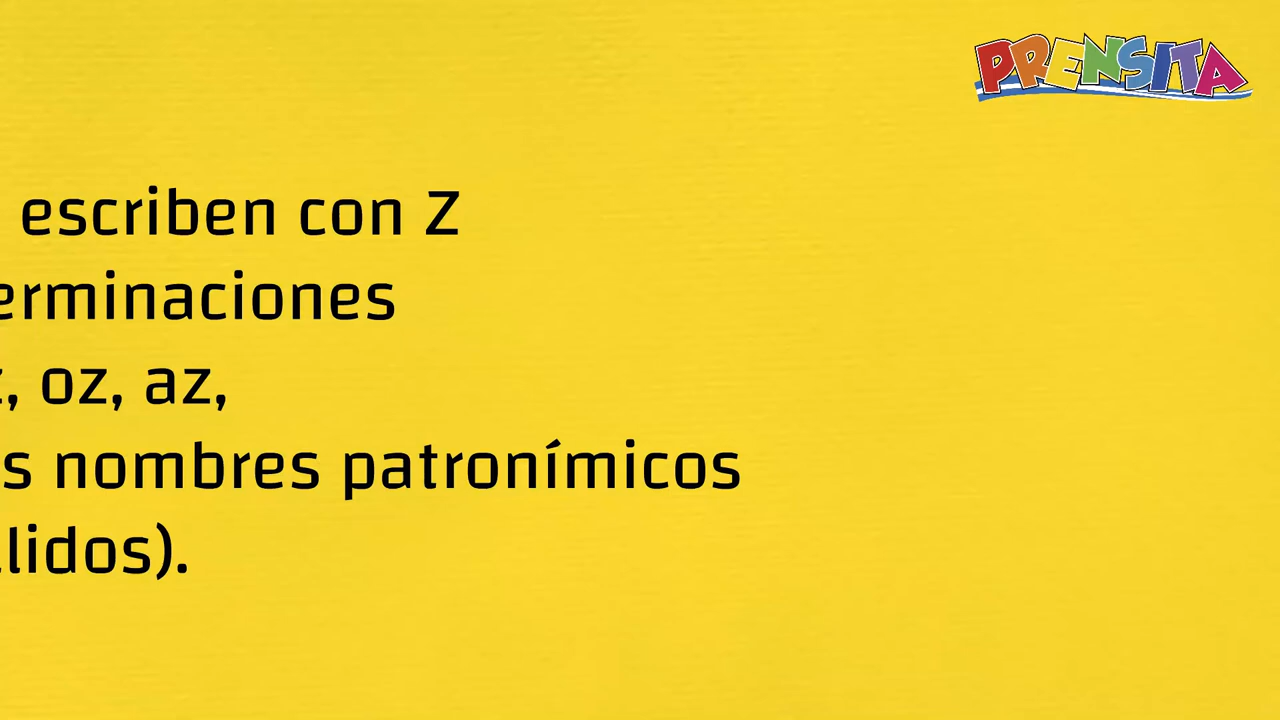 PRENSITA
escriben con Z
erminaciones
, oz, az,
s nombres patronímicos
lidos).